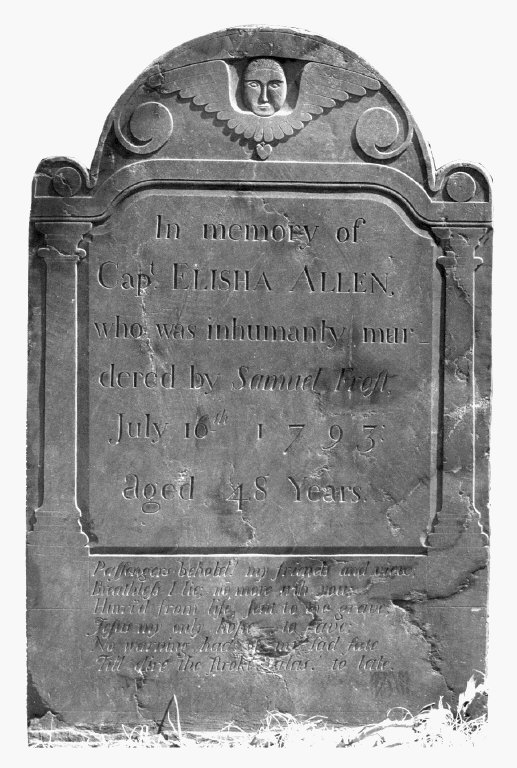 In memory of
Capt. ELISHA ALLEN,
who was inhumanly mur-
dered by Samuel Frost,
July 16th 1793;
aged 48 Years.
Passengers behold! my friends and view,
Breathless I lie; no more with you;
Hurri'd from life, sent to the grave;
Jesus my only hope to save;
No warning had of my sad fate
Till dire the stroke, alas. to late.